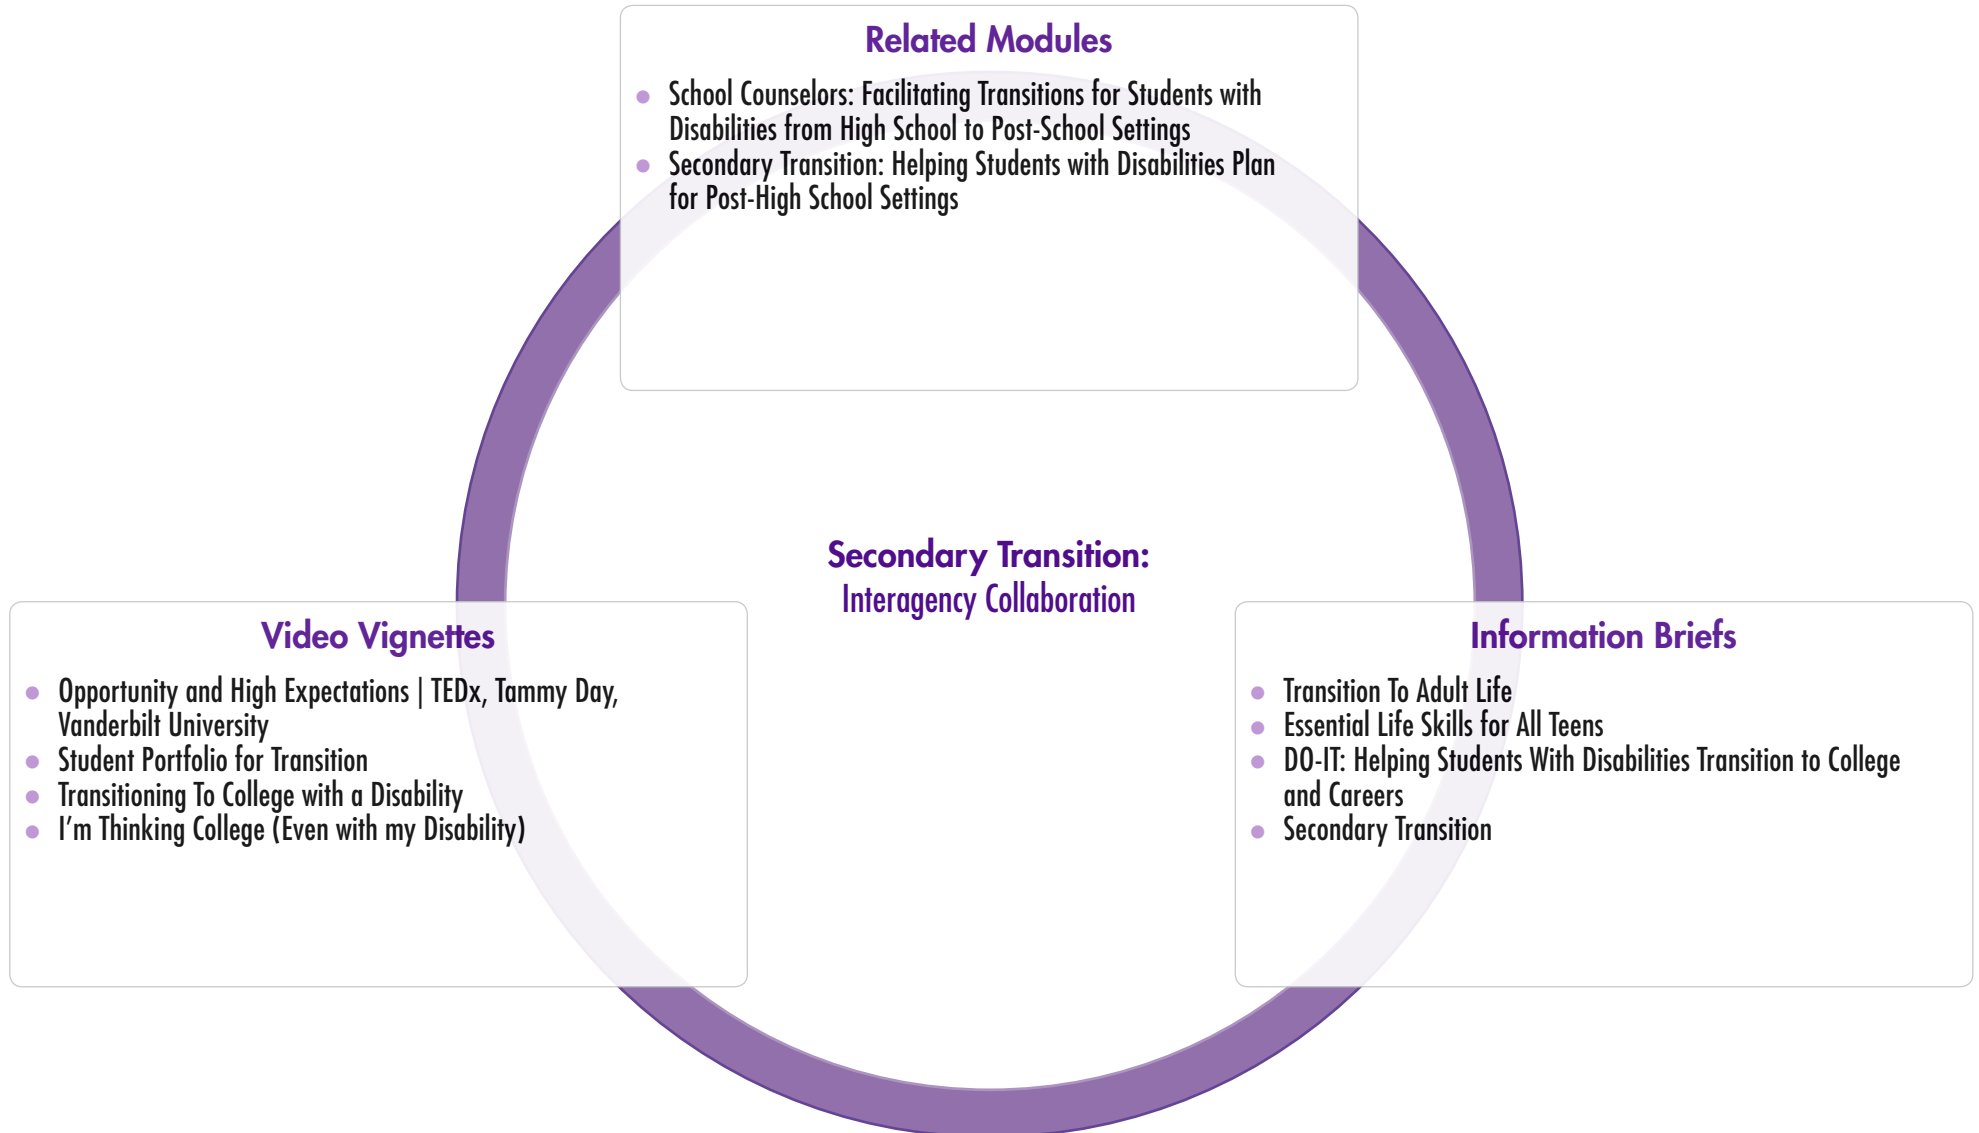 Related Modules
School Counselors: Facilitating Transitions for Students with
Disabilities from High School to Post-School Settings
Secondary Transition: Helping Students with Disabilities Plan
for Post-High School Settings
Secondary Transition:
Interagency Collaboration
Video Vignettes
Opportunity and High Expectations | TEDx, Tammy Day,
Vanderbilt University
Student Portfolio for Transition
Transitioning To College with a Disability
I'm Thinking College (Even with my Disability)
Information Briefs
Transition To Adult Life
Essential Life Skills for All Teens
DO-IT: Helping Students With Disabilities Transition to College
and Careers
Secondary Transition